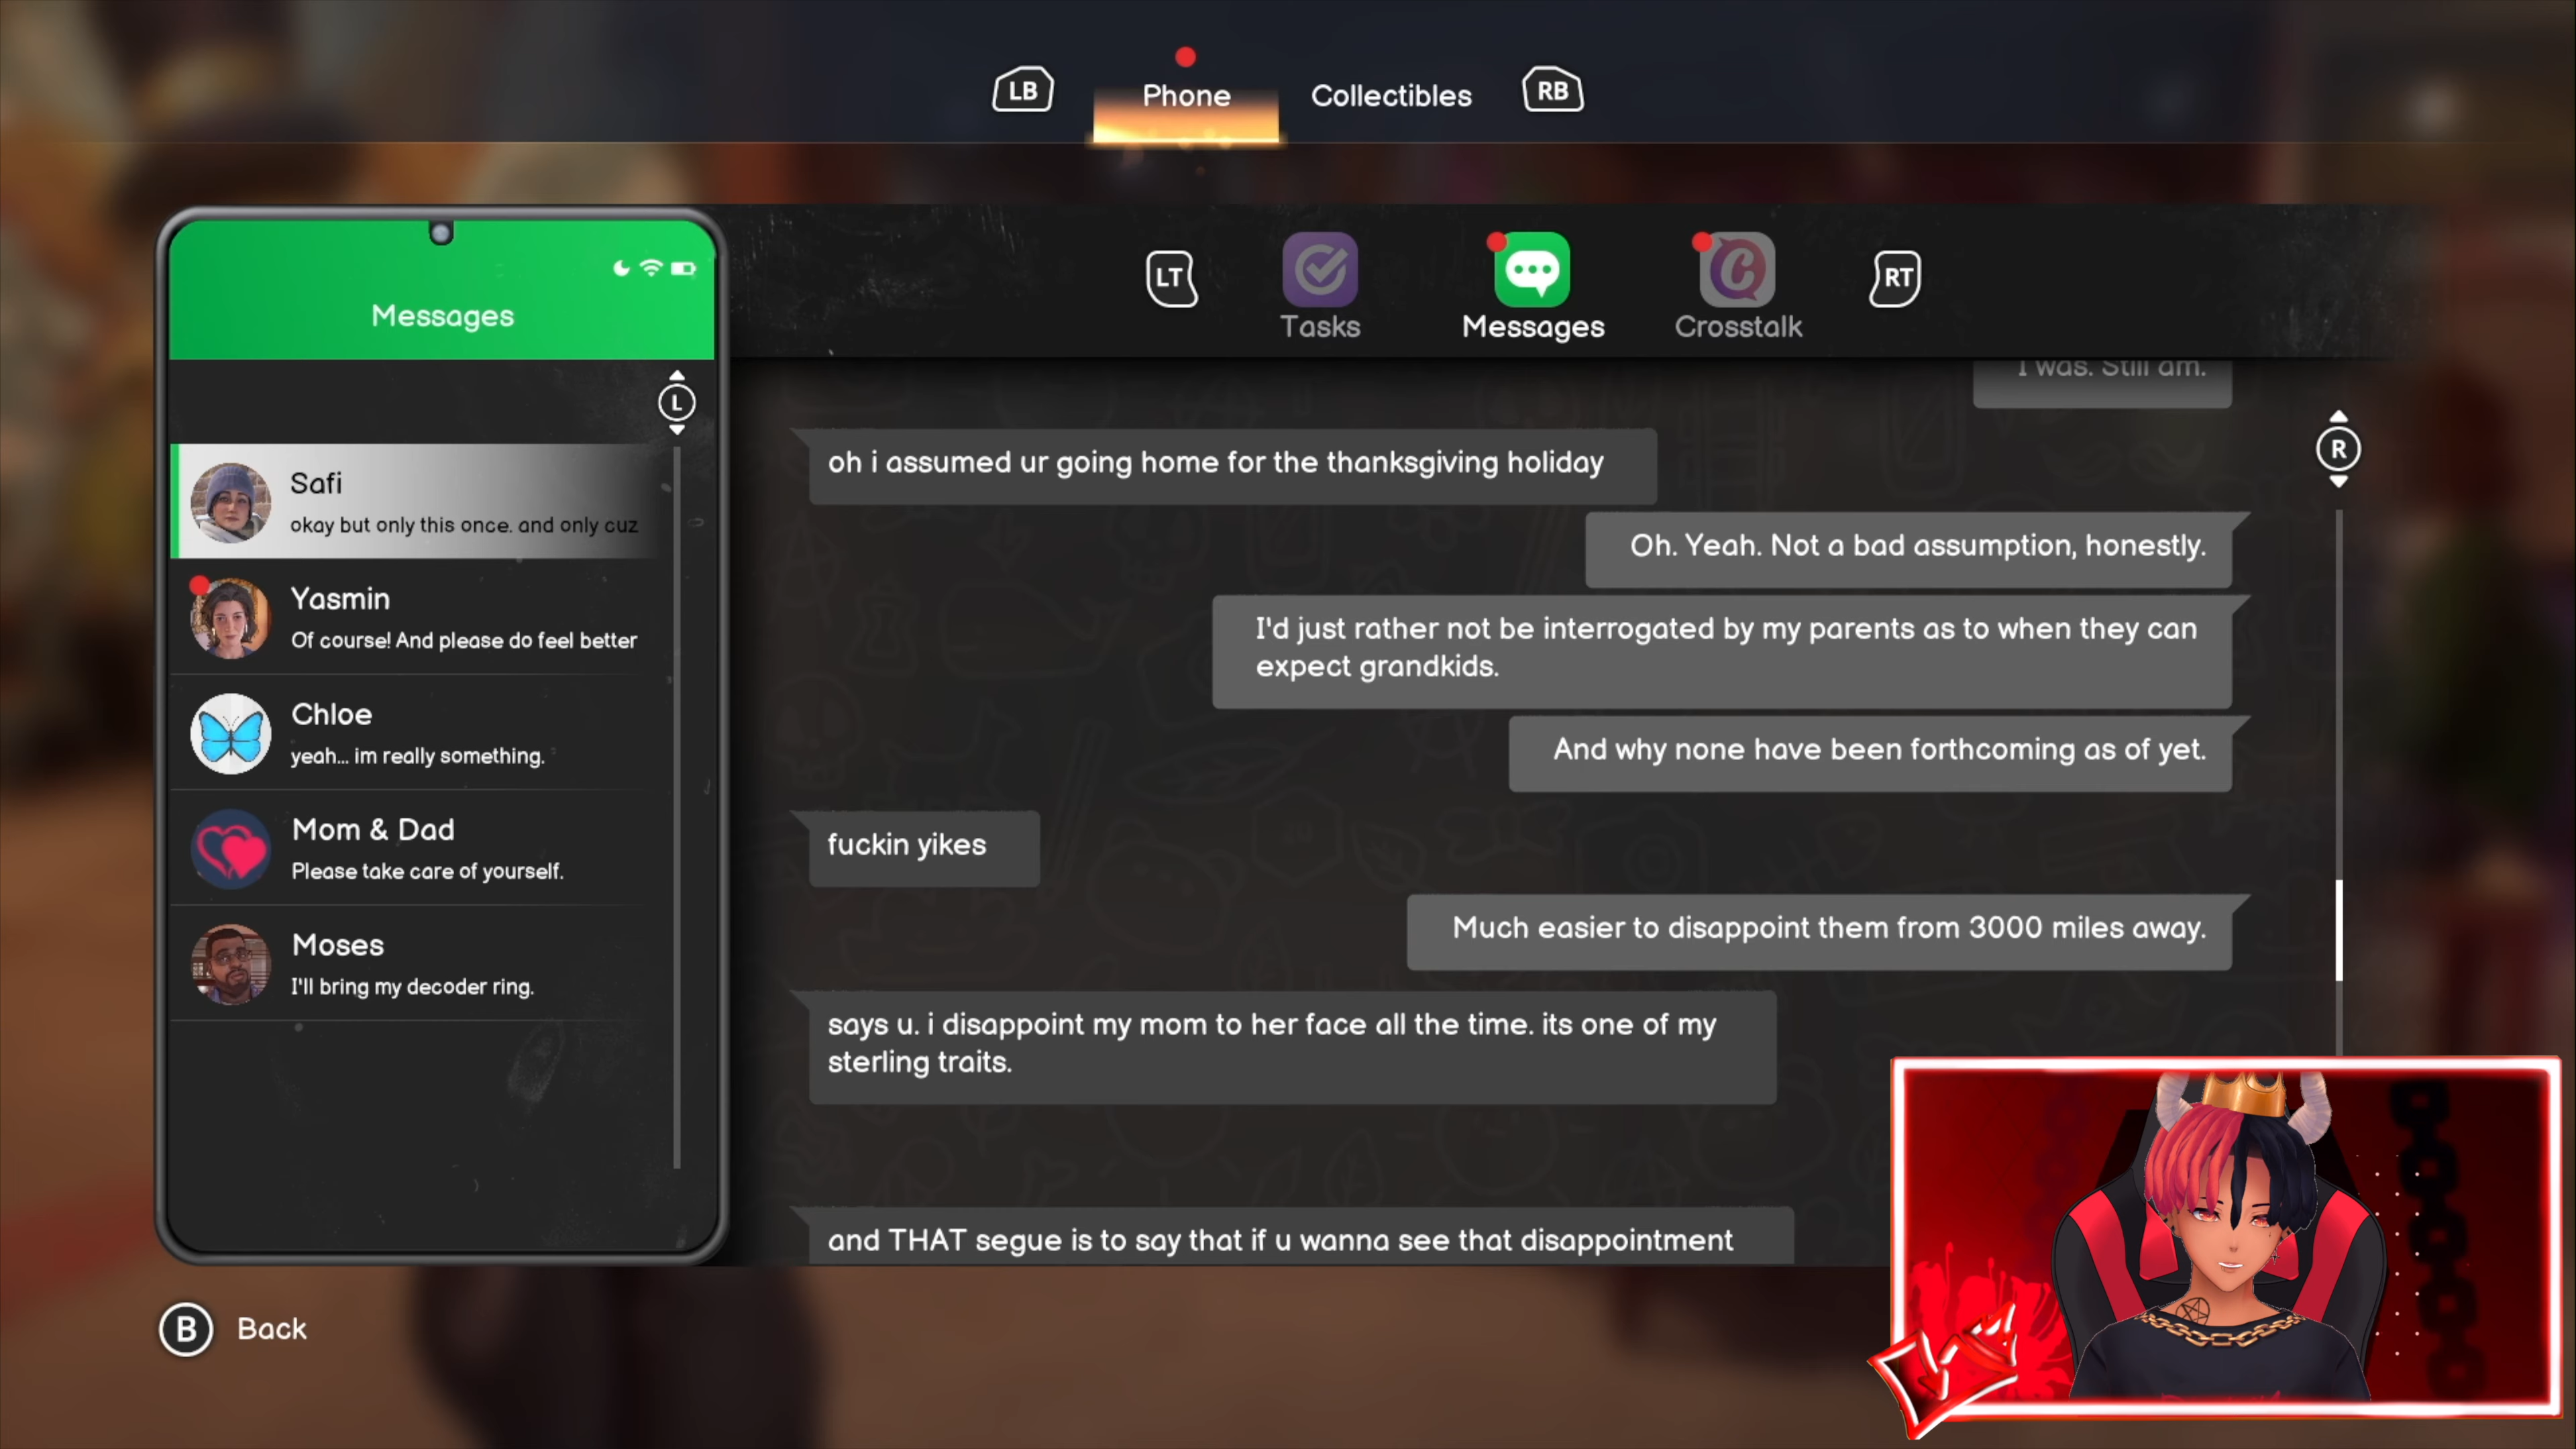 LB
Phone
Collectibles
RB
Messages
LT
Tasks
Messages
Crosstalk
RT
L
Safi
okay but only this once. and only cuz
Yasmin
Of course! And please do feel better
Chloe
yeah... im really something.
Mom & Dad
Please take care of yourself.
Moses
I'll bring my decoder ring.
I was. Still am.
R
oh i assumed ur going home for the thanksgiving holiday
Oh. Yeah. Not a bad assumption, honestly.
I'd just rather not be interrogated by my parents as to when they can
expect grandkids.
And why none have been forthcoming as of yet.
fuckin yikes
Much easier to disappoint them from 3000 miles away.
says u. i disappoint my mom to her face all the time. its one of my
sterling traits.
and THAT segue is to say that if u wanna see that disappointment
B Back